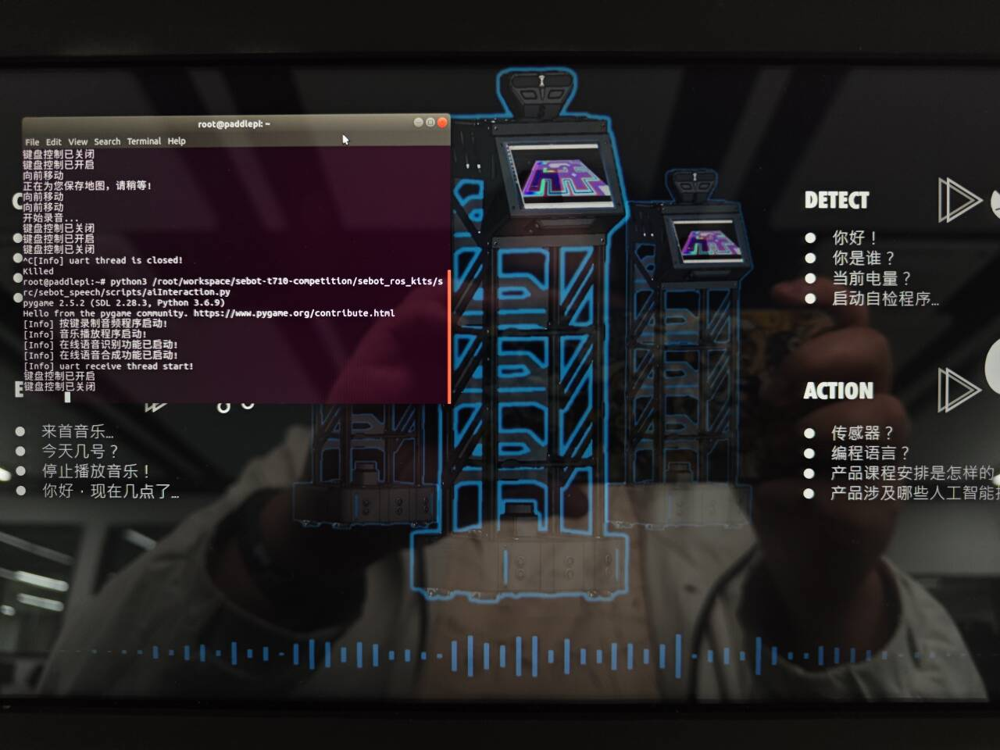 root@paddlepi: ~
File Edit View Search Terminal Help
键盘控制已关闭
键盘控制已开启
向前移动
正在为您保存地图，请稍等!
向前移动
向前移动
开始录音...
键盘控制已关闭
键盘控制已开启
键盘控制已关闭
^C[Info] uart thread is closed!
Killed
root@paddlepi:~# python3 /root/workspace/sebot-t710-competition/sebot_ros_kits/s
rc/sebot_speech/scripts/aiInteraction.py
pygame 2.5.2 (SDL 2.28.3, Python 3.6.9)
Hello from the pygame community. https://www.pygame.org/contribute.html
[Info] 按键录制音频程序启动!
[Info] 音乐播放程序启动!
[Info] 在线语音识别功能已启动!
[Info] 在线语音合成功能已启动!
[Info] uart receive thread start!
键盘控制已开启
键盘控制已关闭
C
E
来首音乐...
今天几号？
停止播放音乐！
你好，现在几点了...
DETECT
你好！
你是谁？
当前电量？
启动自检程序...
ACTION
传感器？
编程语言？
产品课程安排是怎样的
产品涉及哪些人工智能